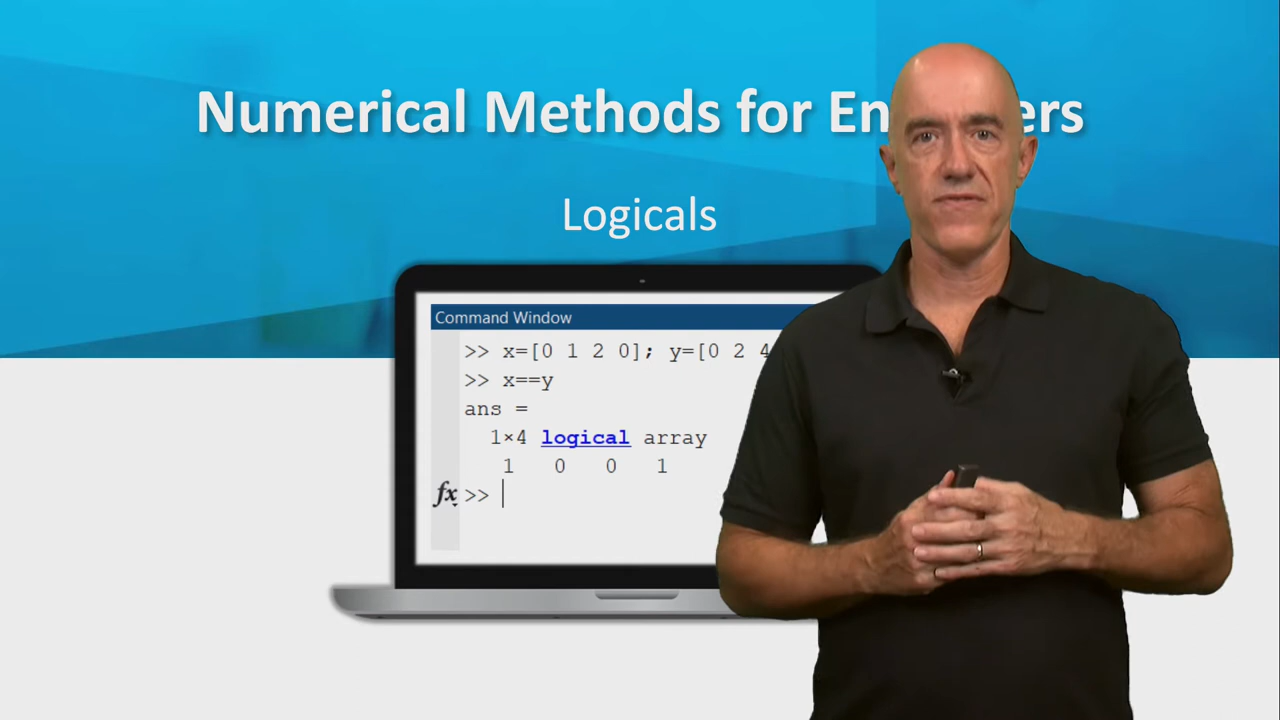 Numerical Methods for En ers
Logicals
Command Window
>> x=[0 1 2 0]; y=[0 2 4
>> x==y
ans =
1×4 logical array
1 0 0 1
fx >>